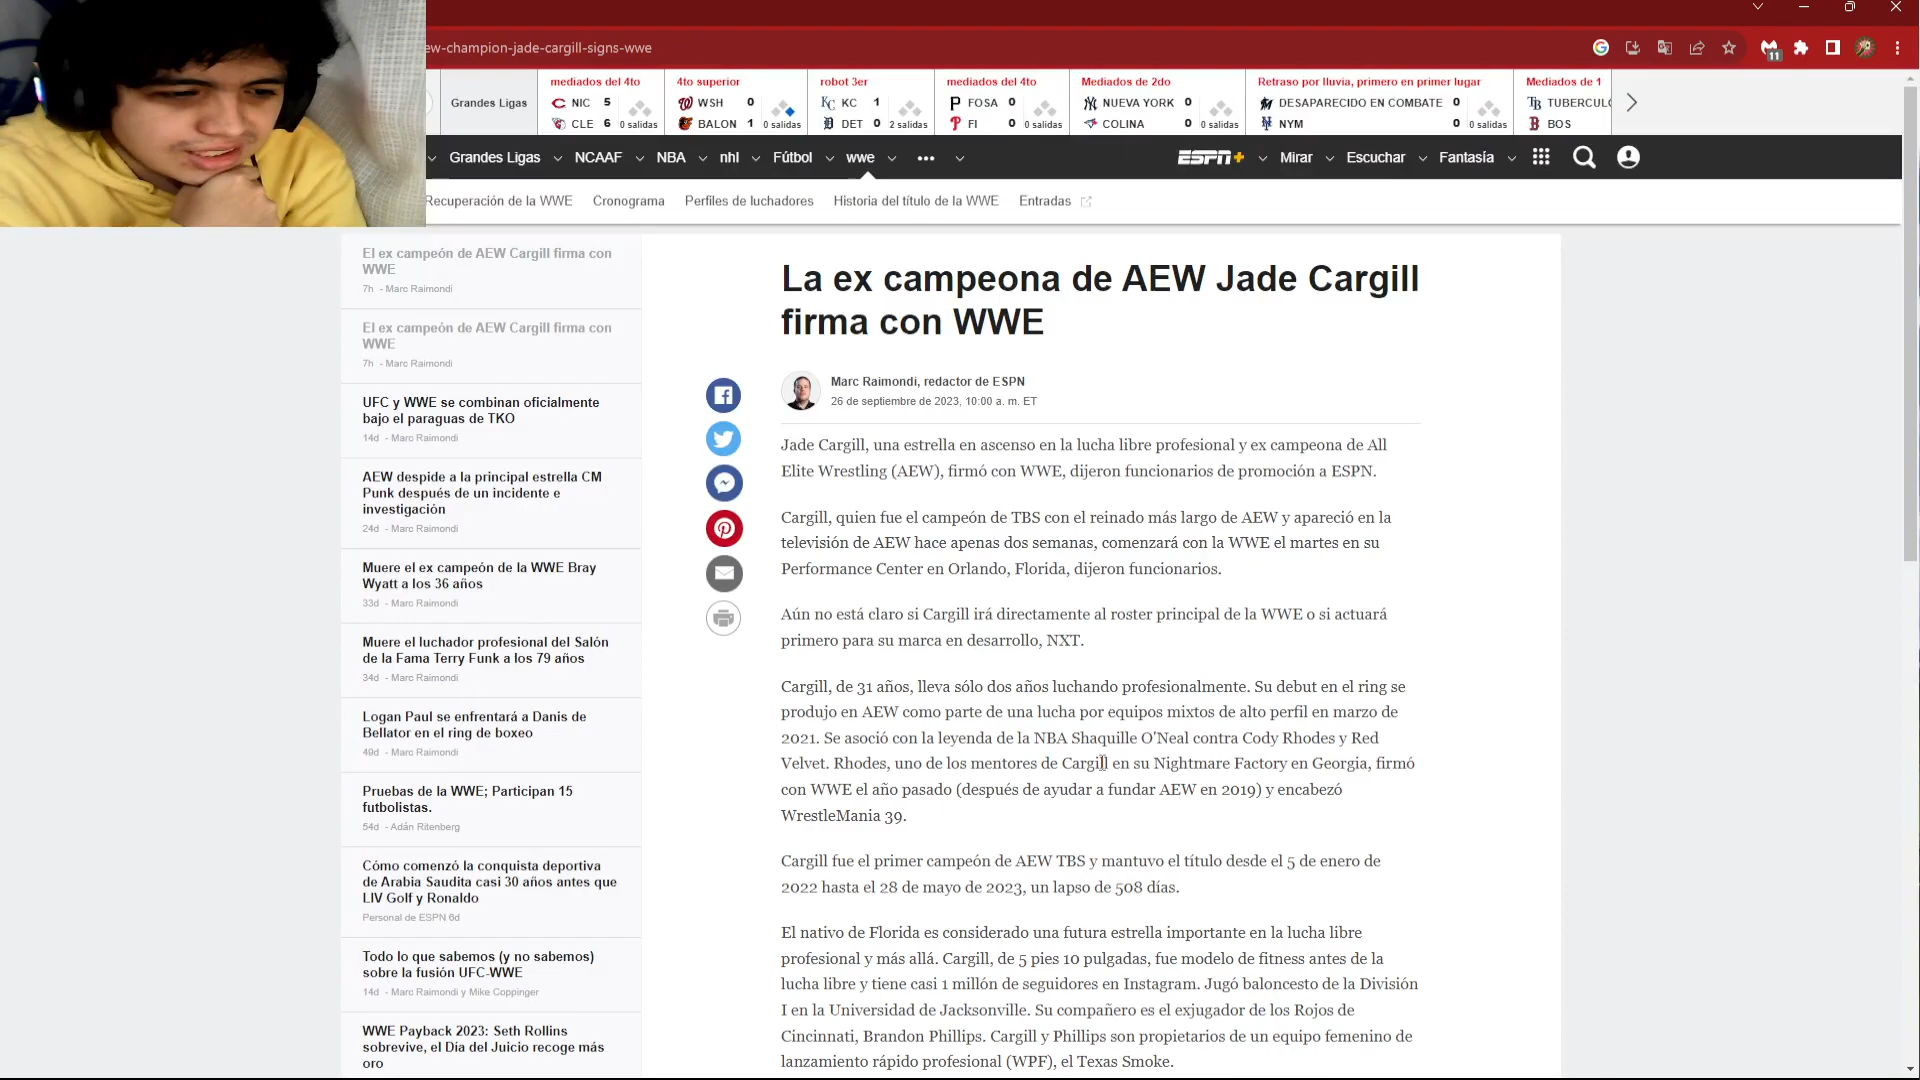 ew-champion-jade-cargill-signs-wwe
11
Grandes Ligas
mediados del 4to
NIC 5
CLE 6 0 salidas
4to superior
WSH 0
BALON 1 0 salidas
robot 3er
KC 1
DET 0 2 salidas
mediados del 4to
FOSA 0
FI 0 0 salidas
Mediados de 2do
NUEVA YORK 0
COLINA 0 0 salidas
Retraso por lluvia, primero en primer lugar
DESAPARECIDO EN COMBATE 0
NYM 0 0 salidas
Mediados de 1
TUBERCUL
BOS
Grandes Ligas NCAAF NBA nhl Fútbol wwe ESPN+ Mirar Escuchar Fantasía
Recuperación de la WWE Cronograma Perfiles de luchadores Historia del título de la WWE Entradas
El ex campeón de AEW Cargill firma con
WWE
7h - Marc Raimondi
El ex campeón de AEW Cargill firma con
WWE
7h - Marc Raimondi
UFC y WWE se combinan oficialmente
bajo el paraguas de TKO
14d - Marc Raimondi
AEW despide a la principal estrella CM
Punk después de un incidente e
investigación
24d - Marc Raimondi
Muere el ex campeón de la WWE Bray
Wyatt a los 36 años
33d - Marc Raimondi
Muere el luchador profesional del Salón
de la Fama Terry Funk a los 79 años
34d - Marc Raimondi
Logan Paul se enfrentará a Danis de
Bellator en el ring de boxeo
49d - Marc Raimondi
Pruebas de la WWE; Participan 15
futbolistas.
54d - Adán Ritenberg
Cómo comenzó la conquista deportiva
de Arabia Saudita casi 30 años antes que
LIV Golf y Ronaldo
Personal de ESPN 6d
Todo lo que sabemos (y no sabemos)
sobre la fusión UFC-WWE
14d - Marc Raimondi y Mike Coppinger
WWE Payback 2023: Seth Rollins
sobrevive, el Día del Juicio recoge más
oro
La ex campeona de AEW Jade Cargill
firma con WWE
Marc Raimondi, redactor de ESPN
26 de septiembre de 2023, 10:00 a. m. ET
Jade Cargill, una estrella en ascenso en la lucha libre profesional y ex campeona de All
Elite Wrestling (AEW), firmó con WWE, dijeron funcionarios de promoción a ESPN.
Cargill, quien fue el campeón de TBS con el reinado más largo de AEW y apareció en la
televisión de AEW hace apenas dos semanas, comenzará con la WWE el martes en su
Performance Center en Orlando, Florida, dijeron funcionarios.
Aún no está claro si Cargill irá directamente al roster principal de la WWE o si actuará
primero para su marca en desarrollo, NXT.
Cargill, de 31 años, lleva sólo dos años luchando profesionalmente. Su debut en el ring se
produjo en AEW como parte de una lucha por equipos mixtos de alto perfil en marzo de
2021. Se asoció con la leyenda de la NBA Shaquille O'Neal contra Cody Rhodes y Red
Velvet. Rhodes, uno de los mentores de Cargill en su Nightmare Factory en Georgia, firmó
con WWE el año pasado (después de ayudar a fundar AEW en 2019) y encabezó
WrestleMania 39.
Cargill fue el primer campeón de AEW TBS y mantuvo el título desde el 5 de enero de
2022 hasta el 28 de mayo de 2023, un lapso de 508 días.
El nativo de Florida es considerado una futura estrella importante en la lucha libre
profesional y más allá. Cargill, de 5 pies 10 pulgadas, fue modelo de fitness antes de la
lucha libre y tiene casi 1 millón de seguidores en Instagram. Jugó baloncesto de la División
I en la Universidad de Jacksonville. Su compañero es el exjugador de los Rojos de
Cincinnati, Brandon Phillips. Cargill y Phillips son propietarios de un equipo femenino de
lanzamiento rápido profesional (WPF), el Texas Smoke.